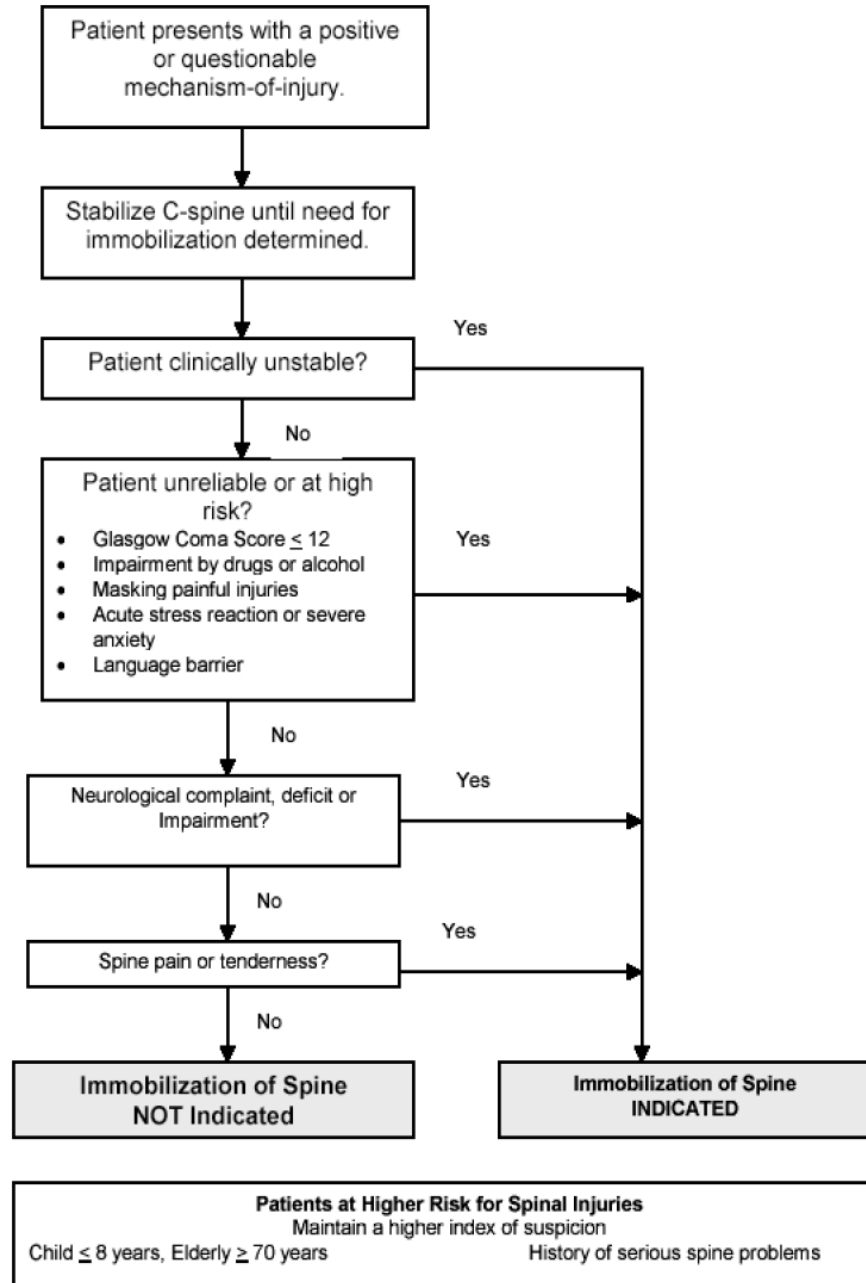 Patient presents with a positive
or questionable
mechanism-of-injury.
Stabilize C-spine until need for
immobilization determined.
Patient clinically unstable?
Yes
No
Patient unreliable or at high
risk?
• Glasgow Coma Score ≤ 12
• Impairment by drugs or alcohol
• Masking painful injuries
• Acute stress reaction or severe
anxiety
• Language barrier
Yes
No
Neurological complaint, deficit or
Impairment?
Yes
No
Spine pain or tenderness?
Yes
No
Immobilization of Spine
NOT Indicated
Immobilization of Spine
INDICATED
Patients at Higher Risk for Spinal Injuries
Maintain a higher index of suspicion
Child ≤ 8 years, Elderly ≥ 70 years History of serious spine problems